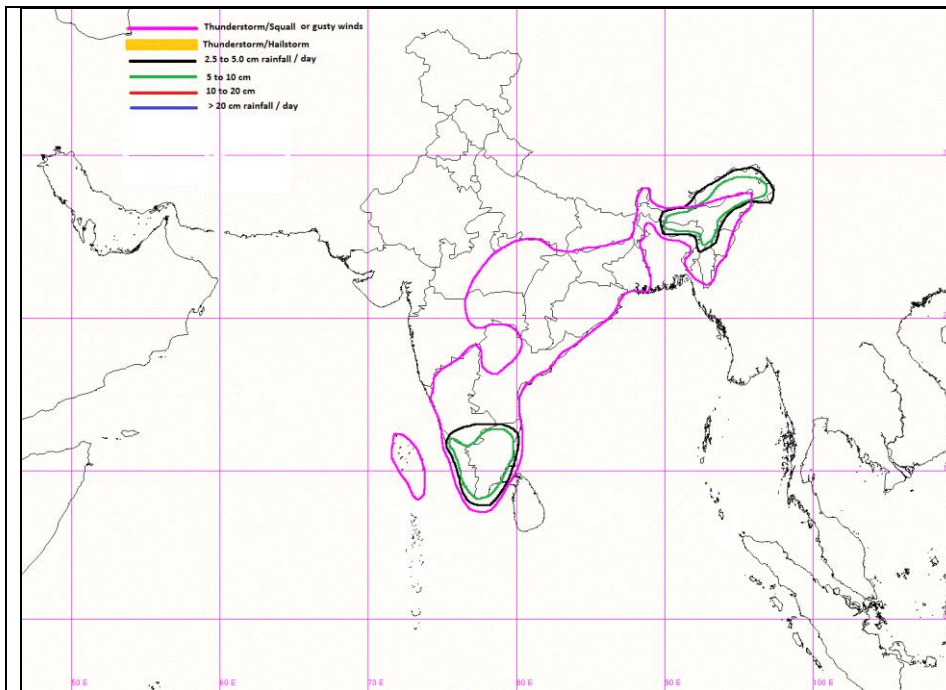 Thunderstorm/Squall or gusty winds
Thunderstorm/Hailstorm
2.5 to 5.0 cm rainfall / day
5 to 10 cm
10 to 20 cm
> 20 cm rainfall / day
50 E
60 E
70 E
80 E
90 E
100 E